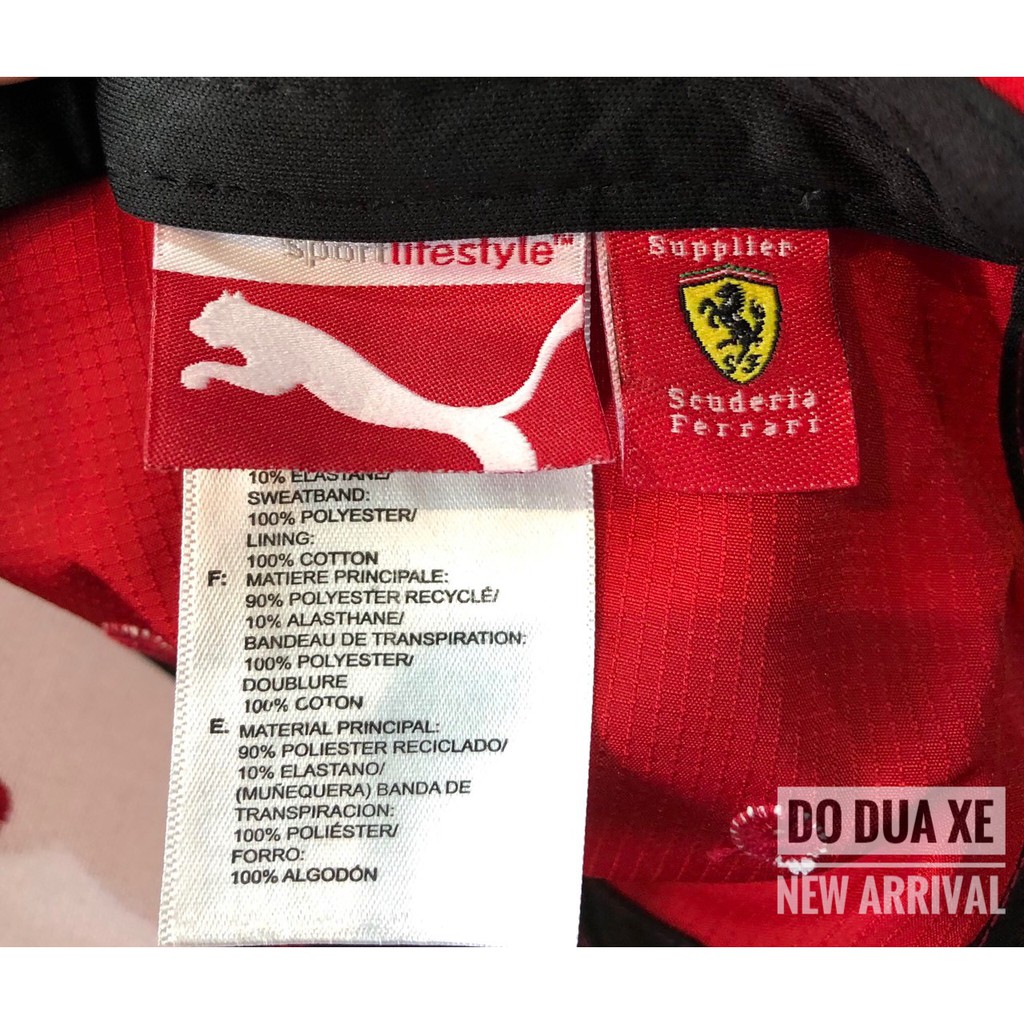 sportlifestyle™
Supplier
S F
Scuderia
Ferrari
10% ELASTANE/
SWEATBAND:
100% POLYESTER/
LINING:
100% COTTON
F: MATIERE PRINCIPALE:
90% POLYESTER RECYCLÉ/
10% ALASTHANE/
BANDEAU DE TRANSPIRATION:
100% POLYESTER/
DOUBLURE
100% COTON
E. MATERIAL PRINCIPAL:
90% POLIESTER RECICLADO/
10% ELASTANO/
(MUÑEQUERA) BANDA DE
TRANSPIRACION:
100% POLIÉSTER/
FORRO:
100% ALGODÓN
DO DUA XE
NEW ARRIVAL